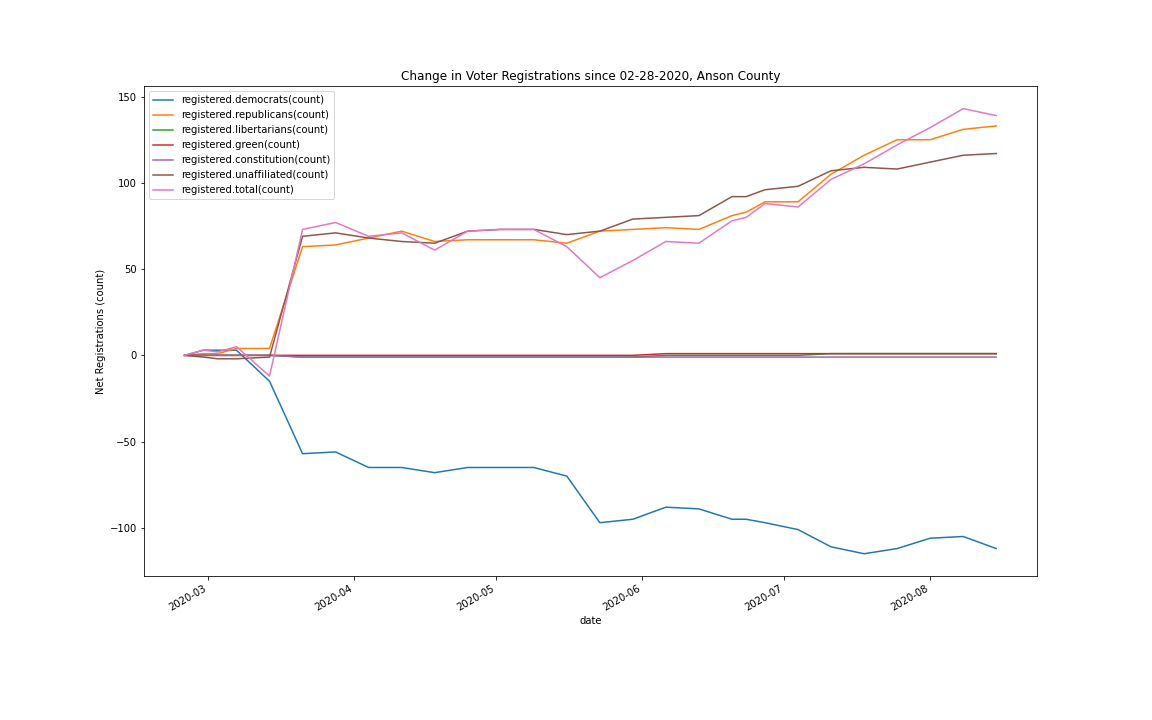 Change in Voter Registrations since 02-28-2020, Anson County
registered.democrats(count)
registered.republicans(count)
registered.libertarians(count)
registered.green(count)
registered.constitution(count)
registered.unaffiliated(count)
registered.total(count)
150
100
50
0
−50
−100
Net Registrations (count)
2020-03
2020-04
2020-05
2020-06
2020-07
2020-08
date